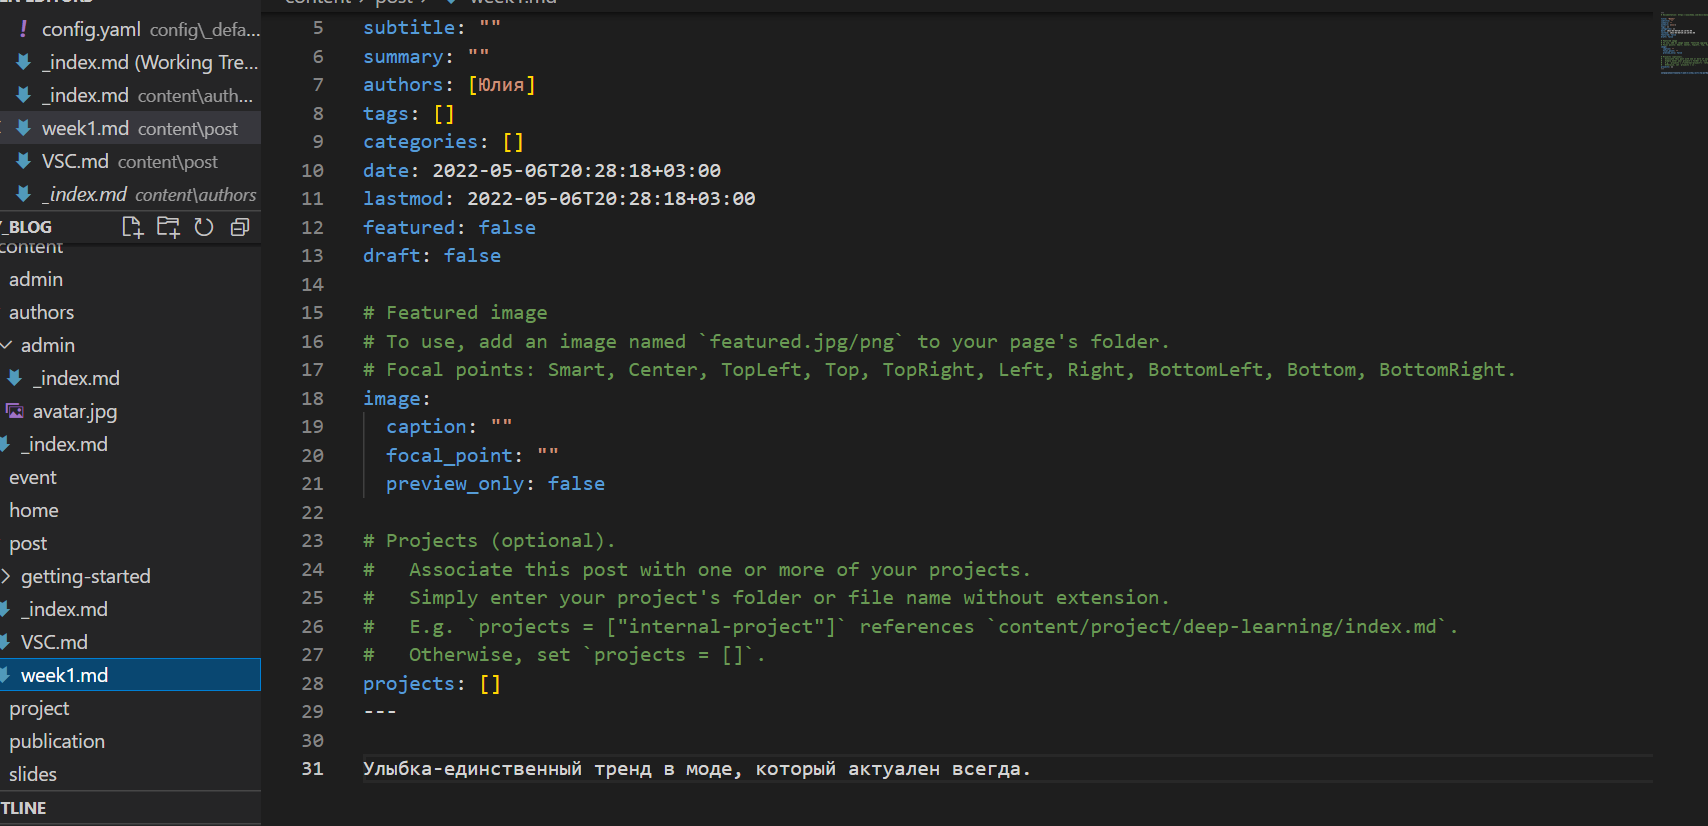 config.yaml config\_defa...
_index.md (Working Tre...
_index.md content\auth...
week1.md content\post
VSC.md content\post
_index.md content\authors
_BLOG
content
admin
authors
admin
_index.md
avatar.jpg
_index.md
event
home
post
getting-started
_index.md
VSC.md
week1.md
project
publication
slides
TLINE
5 subtitle: ""
6 summary: ""
7 authors: [Юлия]
8 tags: []
9 categories: []
10 date: 2022-05-06T20:28:18+03:00
11 lastmod: 2022-05-06T20:28:18+03:00
12 featured: false
13 draft: false
14
15 # Featured image
16 # To use, add an image named `featured.jpg/png` to your page's folder.
17 # Focal points: Smart, Center, TopLeft, Top, TopRight, Left, Right, BottomLeft, Bottom, BottomRight.
18 image:
19 caption: ""
20 focal_point: ""
21 preview_only: false
22
23 # Projects (optional).
24 #   Associate this post with one or more of your projects.
25 #   Simply enter your project's folder or file name without extension.
26 #   E.g. `projects = ["internal-project"]` references `content/project/deep-learning/index.md`.
27 #   Otherwise, set `projects = []`.
28 projects: []
29 ---
30
31 Улыбка-единственный тренд в моде, который актуален всегда.